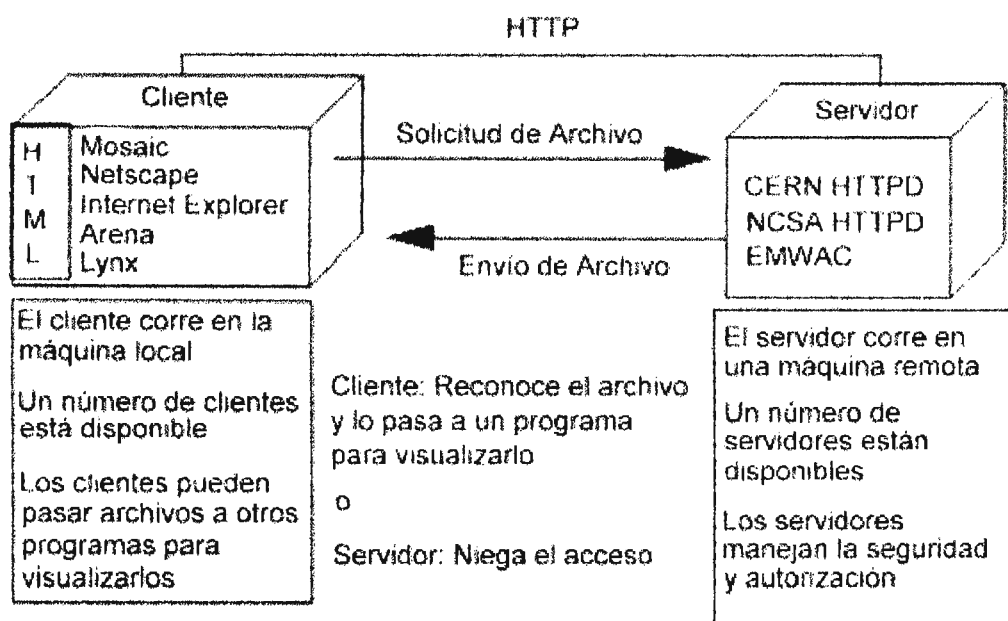 HTTP
Cliente
H
T
M
L
Mosaic
Netscape
Internet Explorer
Arena
Lynx
Solicitud de Archivo
Envío de Archivo
Servidor
CERN HTTPD
NCSA HTTPD
EMWAC
El cliente corre en la
máquina local
Un número de clientes
está disponible
Los clientes pueden
pasar archivos a otros
programas para
visualizarlos
Cliente: Reconoce el archivo
y lo pasa a un programa
para visualizarlo
o
Servidor: Niega el acceso
El servidor corre en
una máquina remota
Un número de
servidores están
disponibles
Los servidores
manejan la seguridad
y autorización